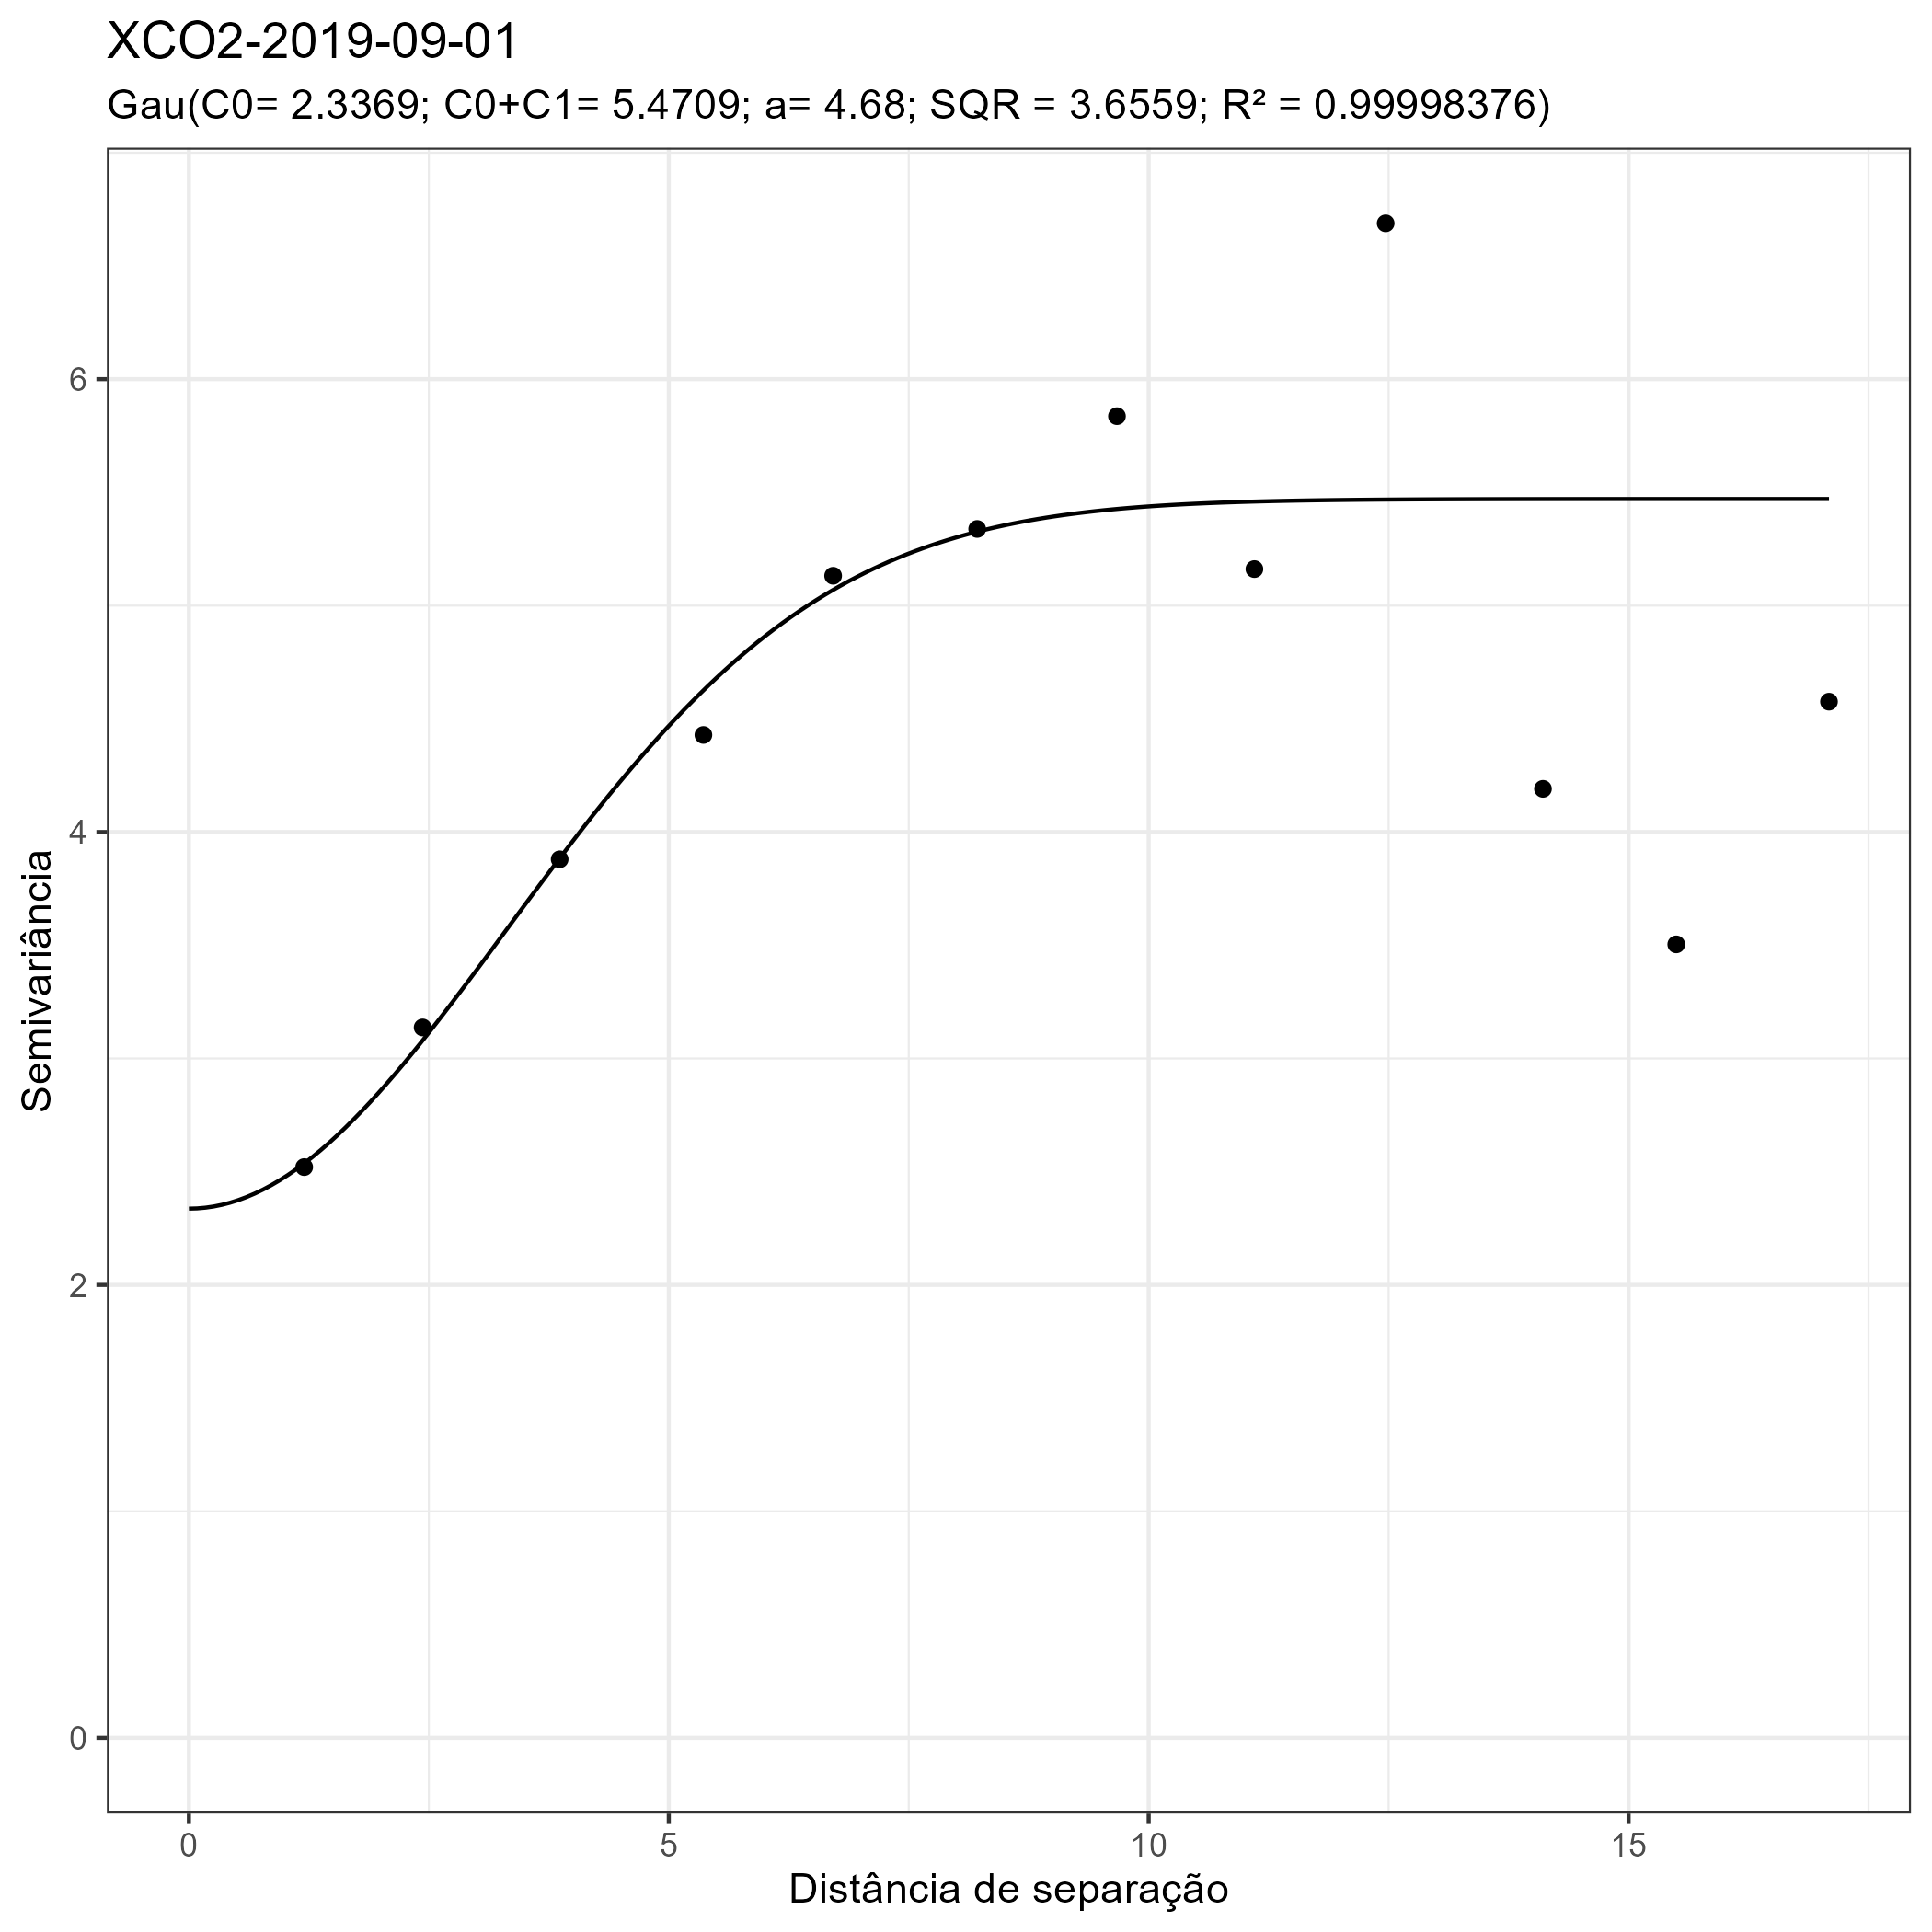 XCO2-2019-09-01
Gau(C0= 2.3369; C0+C1= 5.4709; a= 4.68; SQR = 3.6559; R² = 0.99998376)
Semivariância
6
4
2
0
0 5 10 15
Distância de separação